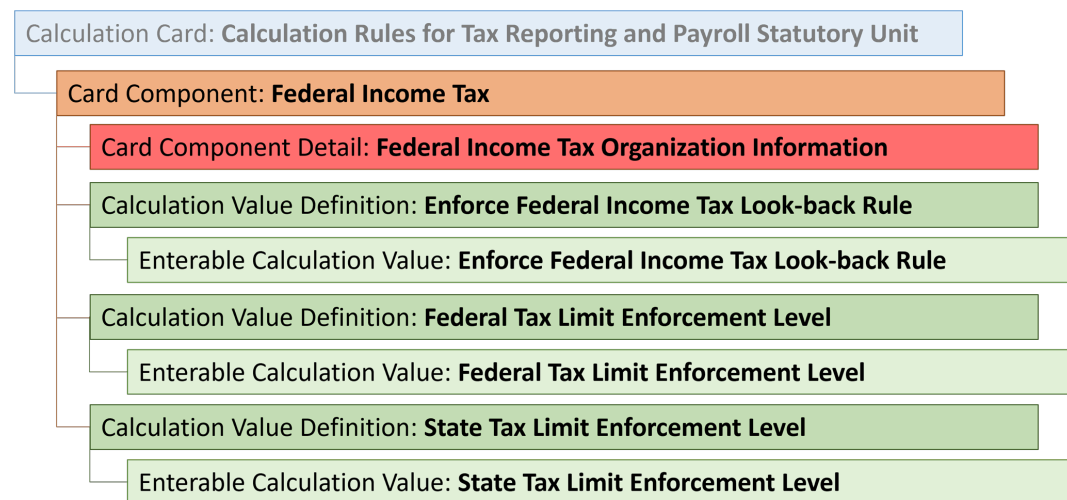 Calculation Card: Calculation Rules for Tax Reporting and Payroll Statutory Unit
Card Component: Federal Income Tax
Card Component Detail: Federal Income Tax Organization Information
Calculation Value Definition: Enforce Federal Income Tax Look-back Rule
Enterable Calculation Value: Enforce Federal Income Tax Look-back Rule
Calculation Value Definition: Federal Tax Limit Enforcement Level
Enterable Calculation Value: Federal Tax Limit Enforcement Level
Calculation Value Definition: State Tax Limit Enforcement Level
Enterable Calculation Value: State Tax Limit Enforcement Level